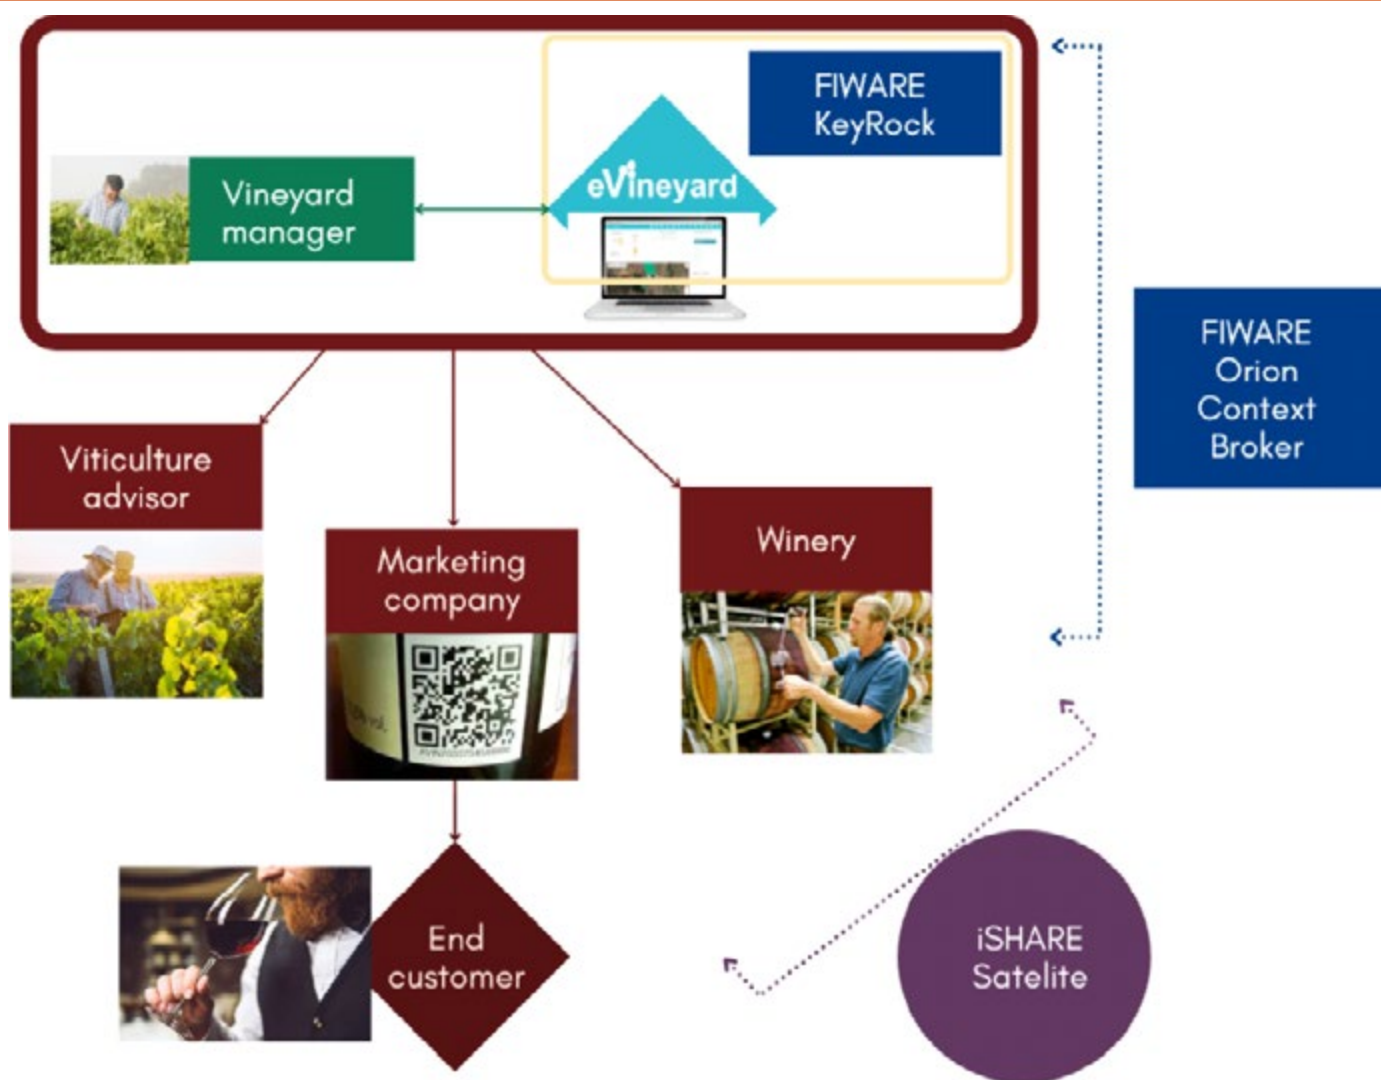 FIWARE
KeyRock
eVineyard
Vineyard
manager
FIWARE
Orion
Context
Broker
Viticulture
advisor
Marketing
company
Winery
End
customer
iSHARE
Satelite